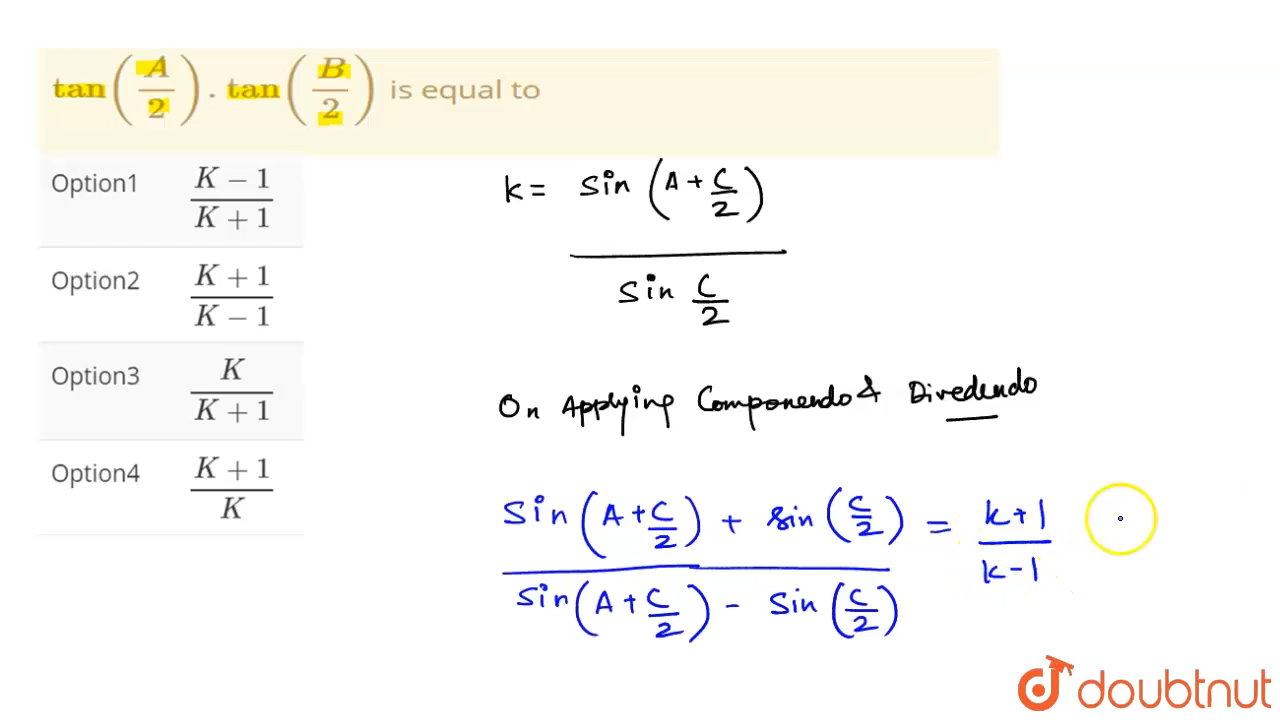 tan(A/2) . tan(B/2) is equal to
Option1 K − 1 / K + 1
Option2 K + 1 / K − 1
Option3 K / K + 1
Option4 K + 1 / K
k = sin (A + C/2) / sin C/2
On Applying Componendo & Dividendo
sin (A + C/2) + sin (C/2) / sin (A + C/2) - sin (C/2) = k+1 / k-1
doubtnut